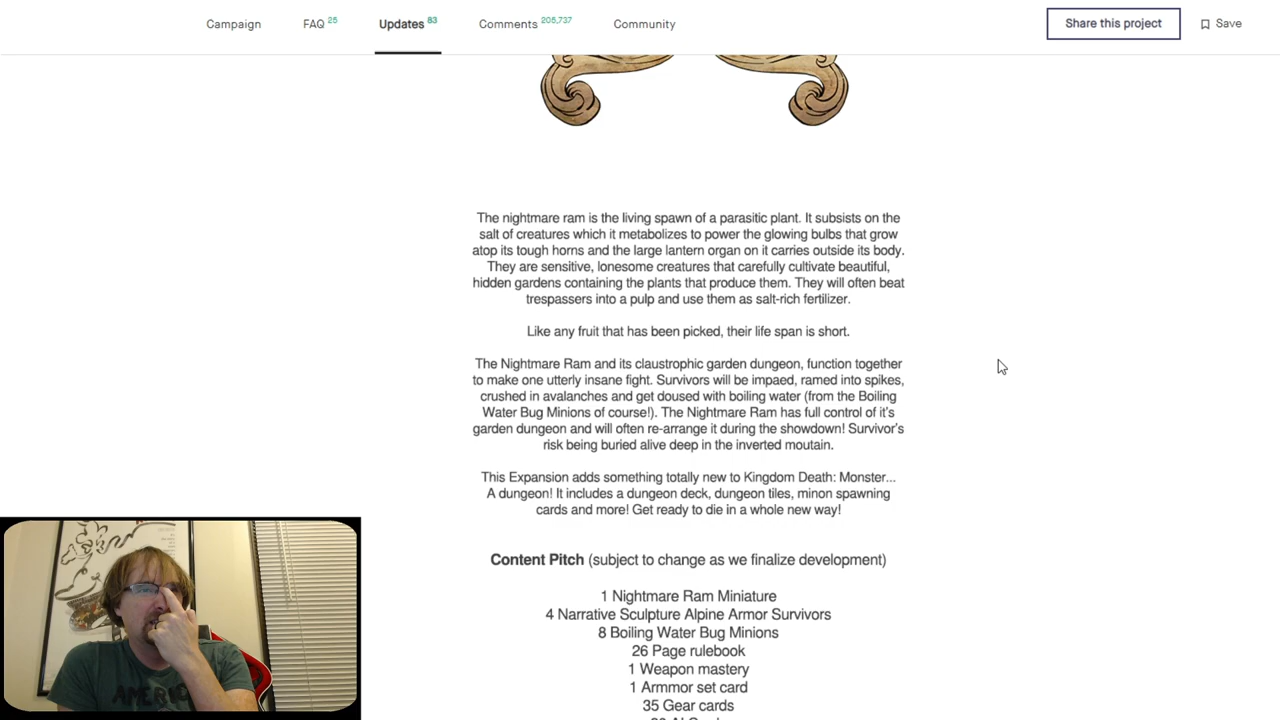 Campaign FAQ 25 Updates 83 Comments 205,737 Community Share this project Save
The nightmare ram is the living spawn of a parasitic plant. It subsists on the
salt of creatures which it metabolizes to power the glowing bulbs that grow
atop its tough horns and the large lantern organ on it carries outside its body.
They are sensitive, lonesome creatures that carefully cultivate beautiful,
hidden gardens containing the plants that produce them. They will often beat
trespassers into a pulp and use them as salt-rich fertilizer.
Like any fruit that has been picked, their life span is short.
The Nightmare Ram and its claustrophic garden dungeon, function together
to make one utterly insane fight. Survivors will be impaed, ramed into spikes,
crushed in avalanches and get doused with boiling water (from the Boiling
Water Bug Minions of course!). The Nightmare Ram has full control of it's
garden dungeon and will often re-arrange it during the showdown! Survivor's
risk being buried alive deep in the inverted moutain.
This Expansion adds something totally new to Kingdom Death: Monster...
A dungeon! It includes a dungeon deck, dungeon tiles, minon spawning
cards and more! Get ready to die in a whole new way!
Content Pitch (subject to change as we finalize development)
1 Nightmare Ram Miniature
4 Narrative Sculpture Alpine Armor Survivors
8 Boiling Water Bug Minions
26 Page rulebook
1 Weapon mastery
1 Armmor set card
35 Gear cards